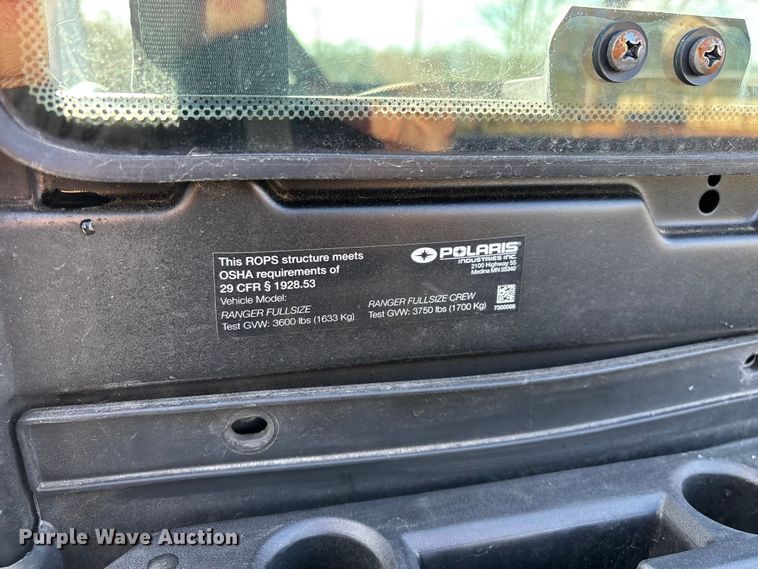 This ROPS structure meets
OSHA requirements of
29 CFR § 1928.53
Vehicle Model:
RANGER FULLSIZE
Test GVW: 3600 lbs (1633 Kg)
POLARIS
INDUSTRIES INC.
2100 Highway 55
Medina MN 55340
RANGER FULLSIZE CREW
Test GVW: 3750 lbs (1700 Kg)
7300066
Purple Wave Auction